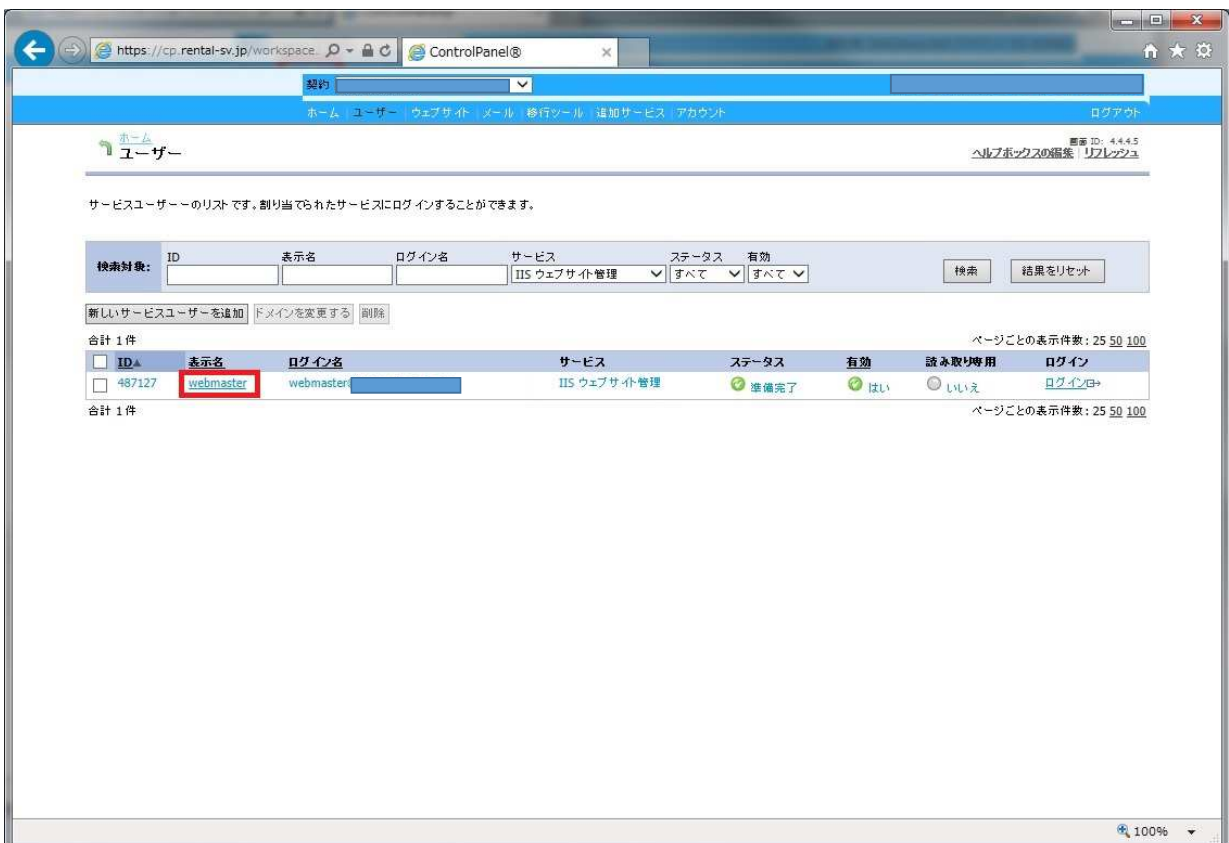 https://cp.rental-sv.jp/workspace. ControlPanel®
契約
ホーム | ユーザー | ウェブサイト | メール | 移行ツール | 追加サービス | アカウント ログアウト
ホーム 画面 ID: 4.4.4.5
ユーザー ヘルプボックスの編集 | リフレッシュ
サービスユーザーーのリストです。割り当てられたサービスにログインすることができます。
ID 表示名 ログイン名 サービス ステータス 有効
検索対象: IIS ウェブサイト管理 すべて すべて 検索 結果をリセット
新しいサービスユーザーを追加 ドメインを変更する 削除
合計 1 件 ページごとの表示件数: 25 50 100
ID 表示名 ログイン名 サービス ステータス 有効 読み取り専用 ログイン
487127 webmaster webmaster IIS ウェブサイト管理 準備完了 はい いいえ ログイン
合計 1 件 ページごとの表示件数: 25 50 100
100%